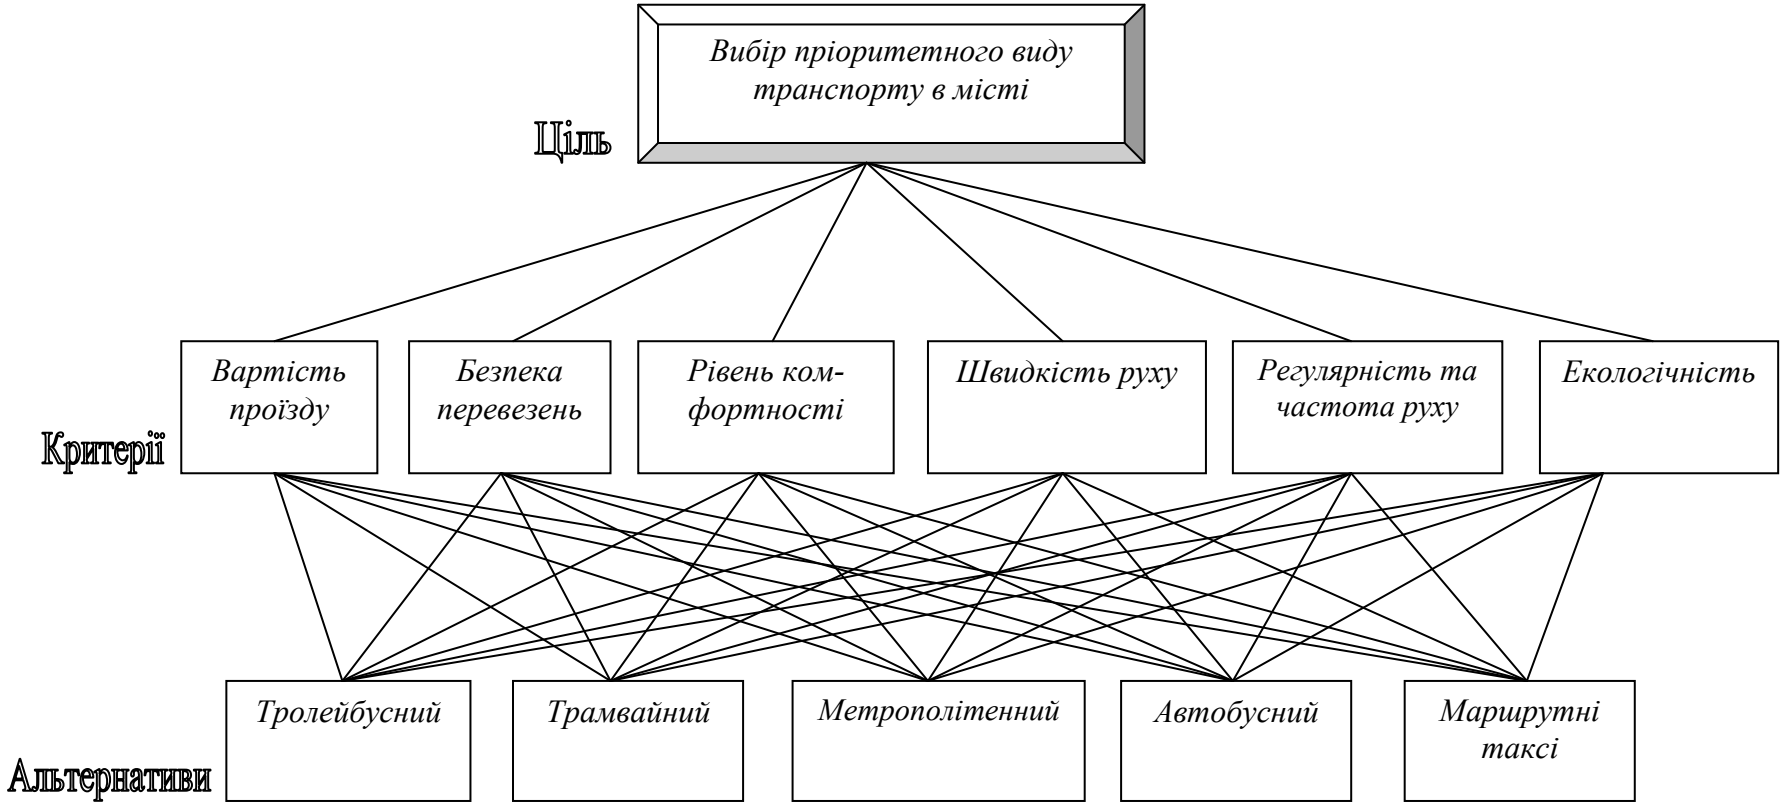 Вибір пріоритетного виду
транспорту в місті
Ціль
Вартість
проїзду
Безпека
перевезень
Рівень ком-
фортності
Швидкість руху
Регулярність та
частота руху
Екологічність
Критерії
Тролейбусний
Трамвайний
Метрополітенний
Автобусний
Маршрутні
таксі
Альтернативи